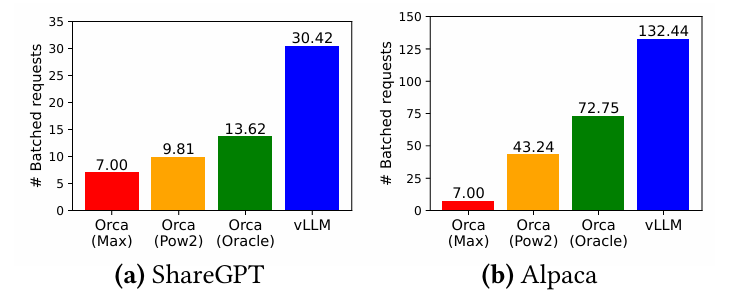 # Batched requests
35
30
25
20
15
10
5
0
7.00
9.81
13.62
30.42
Orca
(Max)
Orca
(Pow2)
Orca
(Oracle)
vLLM
(a) ShareGPT
# Batched requests
150
125
100
75
50
25
0
7.00
43.24
72.75
132.44
Orca
(Max)
Orca
(Pow2)
Orca
(Oracle)
vLLM
(b) Alpaca